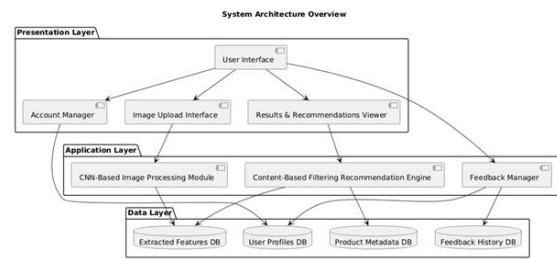 System Architecture Overview
Presentation Layer
User Interface
Account Manager
Image Upload Interface
Results & Recommendations Viewer
Application Layer
CNN-Based Image Processing Module
Content-Based Filtering Recommendation Engine
Feedback Manager
Data Layer
Extracted Features DB
User Profiles DB
Product Metadata DB
Feedback History DB